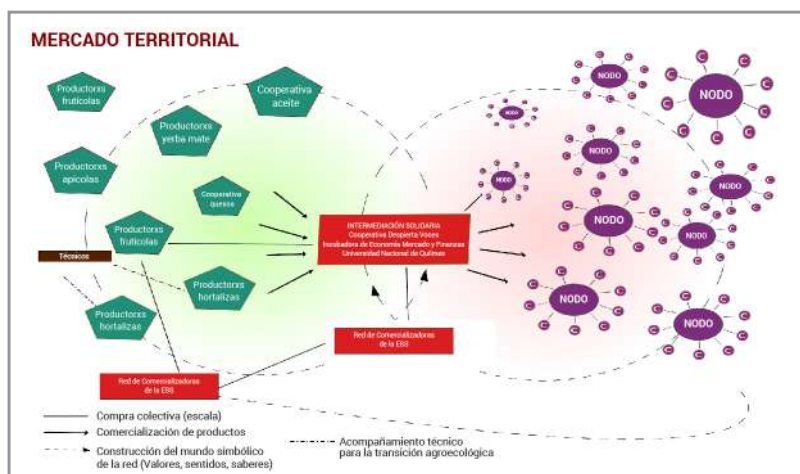 MERCADO TERRITORIAL
Productorxs
frutícolas
Cooperativa
aceite
Productorxs
yerba mate
Productorxs
apícolas
Cooperativa
quesos
Productorxs
frutícolas
Técnicos
Productorxs
hortalizas
Productorxs
hortalizas
INTERMEDIACIÓN SOLIDARIA
Cooperativa Despierta Voces
Incubadora de Economía Mercado y Finanzas
Universidad Nacional de Quilmes
Red de Comercializadoras
de la ESS
Red de Comercializadoras
de la ESS
NODO
NODO
NODO
NODO
NODO
NODO
NODO
NODO
NODO
NODO
C C C C C C C C C
Compra colectiva (escala)
Comercialización de productos
Construcción del mundo simbólico
de la red (Valores, sentidos, saberes)
Acompañamiento técnico
para la transición agroecológica